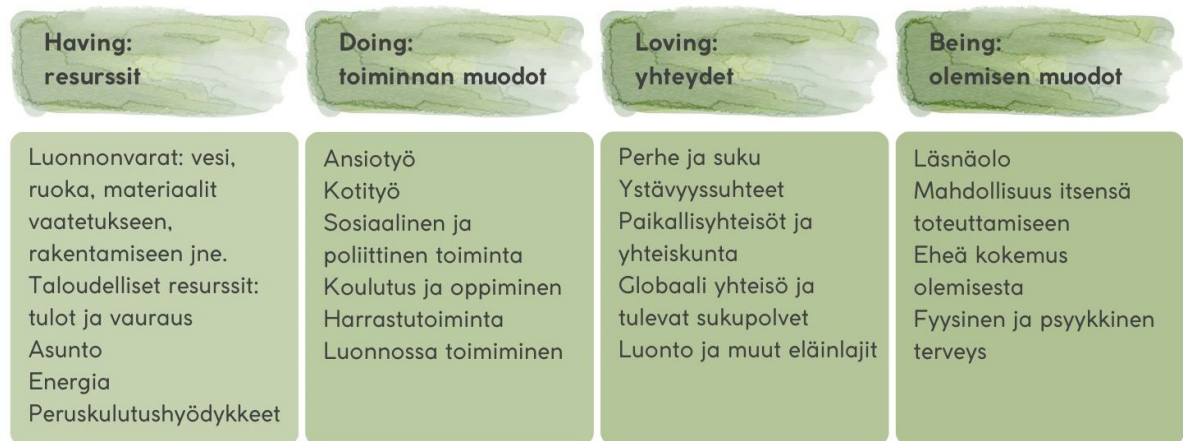 Having:
resurssit
Luonnonvarat: vesi,
ruoka, materiaalit
vaatetukseen,
rakentamiseen jne.
Taloudelliset resurssit:
tulot ja vauraus
Asunto
Energia
Peruskulutushyödykkeet
Doing:
toiminnan muodot
Ansiotyö
Kotityö
Sosiaalinen ja
poliittinen toiminta
Koulutus ja oppiminen
Harrastutoiminta
Luonnossa toimiminen
Loving:
yhteydet
Perhe ja suku
Ystävyyssuhteet
Paikallisyhteisöt ja
yhteiskunta
Globaali yhteisö ja
tulevat sukupolvet
Luonto ja muut eläinlajit
Being:
olemisen muodot
Läsnäolo
Mahdollisuus itsensä
toteuttamiseen
Eheä kokemus
olemisesta
Fyysinen ja psyykkinen
terveys